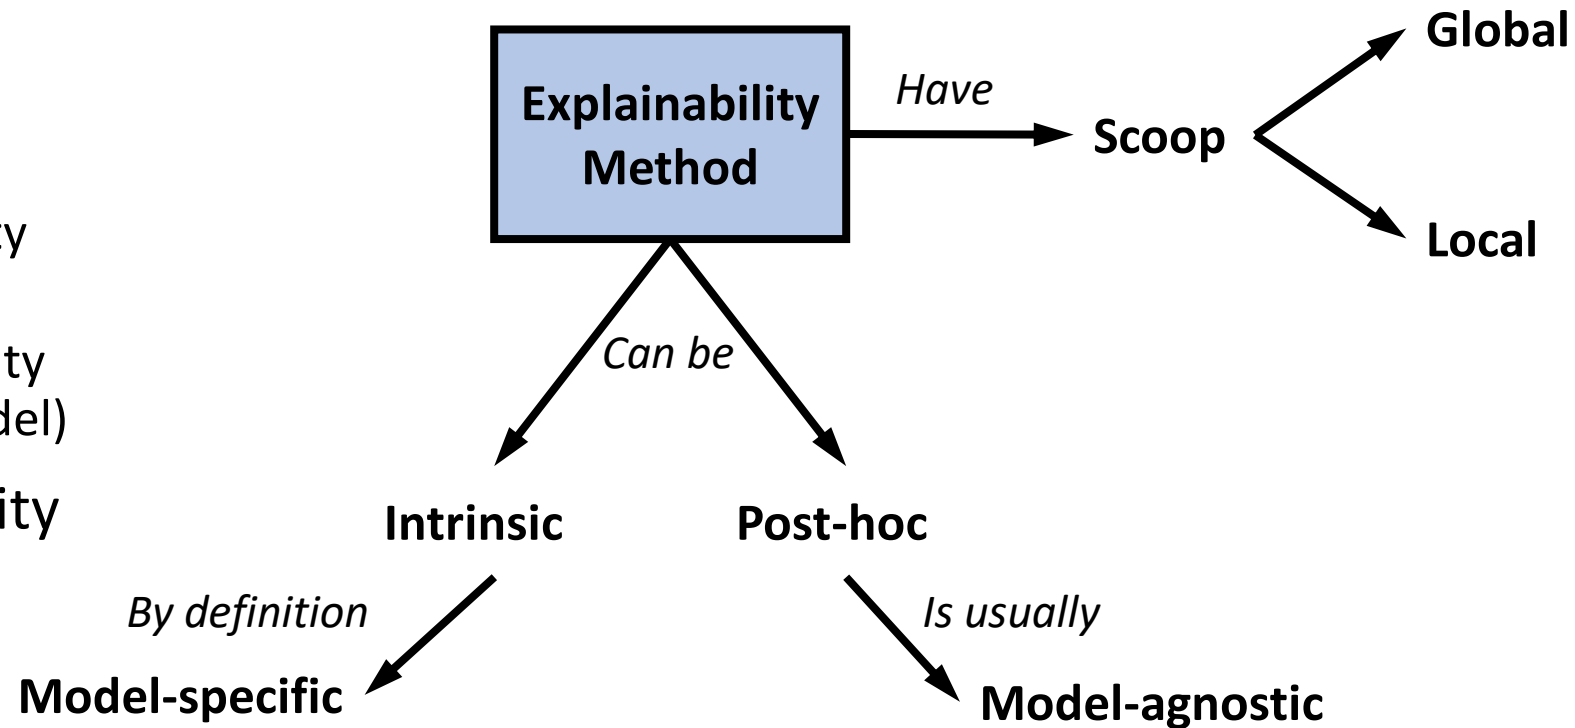 Global
Explainability
Method
Have
Scoop
Local
Can be
Intrinsic
Post-hoc
By definition
Is usually
Model-specific
Model-agnostic